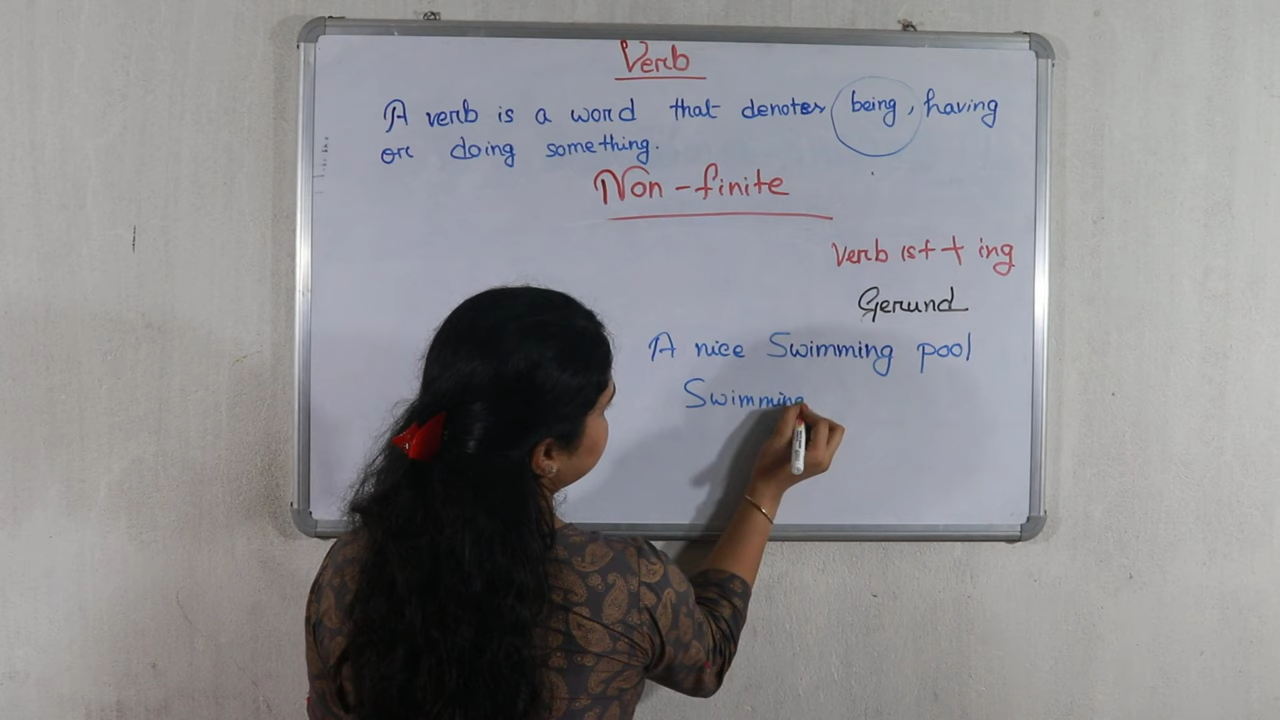 Verb
A verb is a word that denotes being, having
or doing something.
Non-finite
Verb ist + ing
Gerund
A nice Swimming pool
Swimming